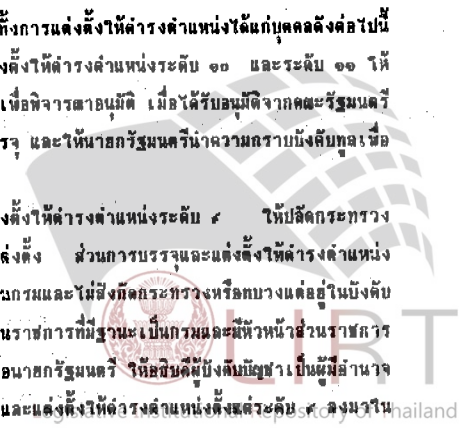 ทั้งการแต่งตั้งให้ดำรงตำแหน่งได้แก่บุคคลดังต่อไปนี้
งตั้งให้ดำรงตำแหน่งระดับ ๑๐ และระดับ ๑๑ ให้
เพื่อพิจารณาอนุมัติ เมื่อได้รับอนุมัติจากคณะรัฐมนตรี
รจุ และให้นายกรัฐมนตรีนำความกราบบังคับทูลเพื่อ
งตั้งให้ดำรงตำแหน่งระดับ ๙ ให้ปลัดกระทรวง
ต่งตั้ง ส่วนการบรรจุและแต่งตั้งให้ดำรงตำแหน่ง
นกรมและไม่สังกัดกระทรวงหรือทบวงแต่อยู่ในบังคับ
นราชการที่มีฐานะเป็นกรมและมีหัวหน้าส่วนราชการ
อนายกรัฐมนตรี ให้อธิบดีผู้บังคับบัญชาเป็นผู้มีอำนาจ
และแต่งตั้งให้ดำรงตำแหน่งตั้งแต่ระดับ ๙ ลงมาใน
LIRT
Legislative Institutional Repository of Thailand